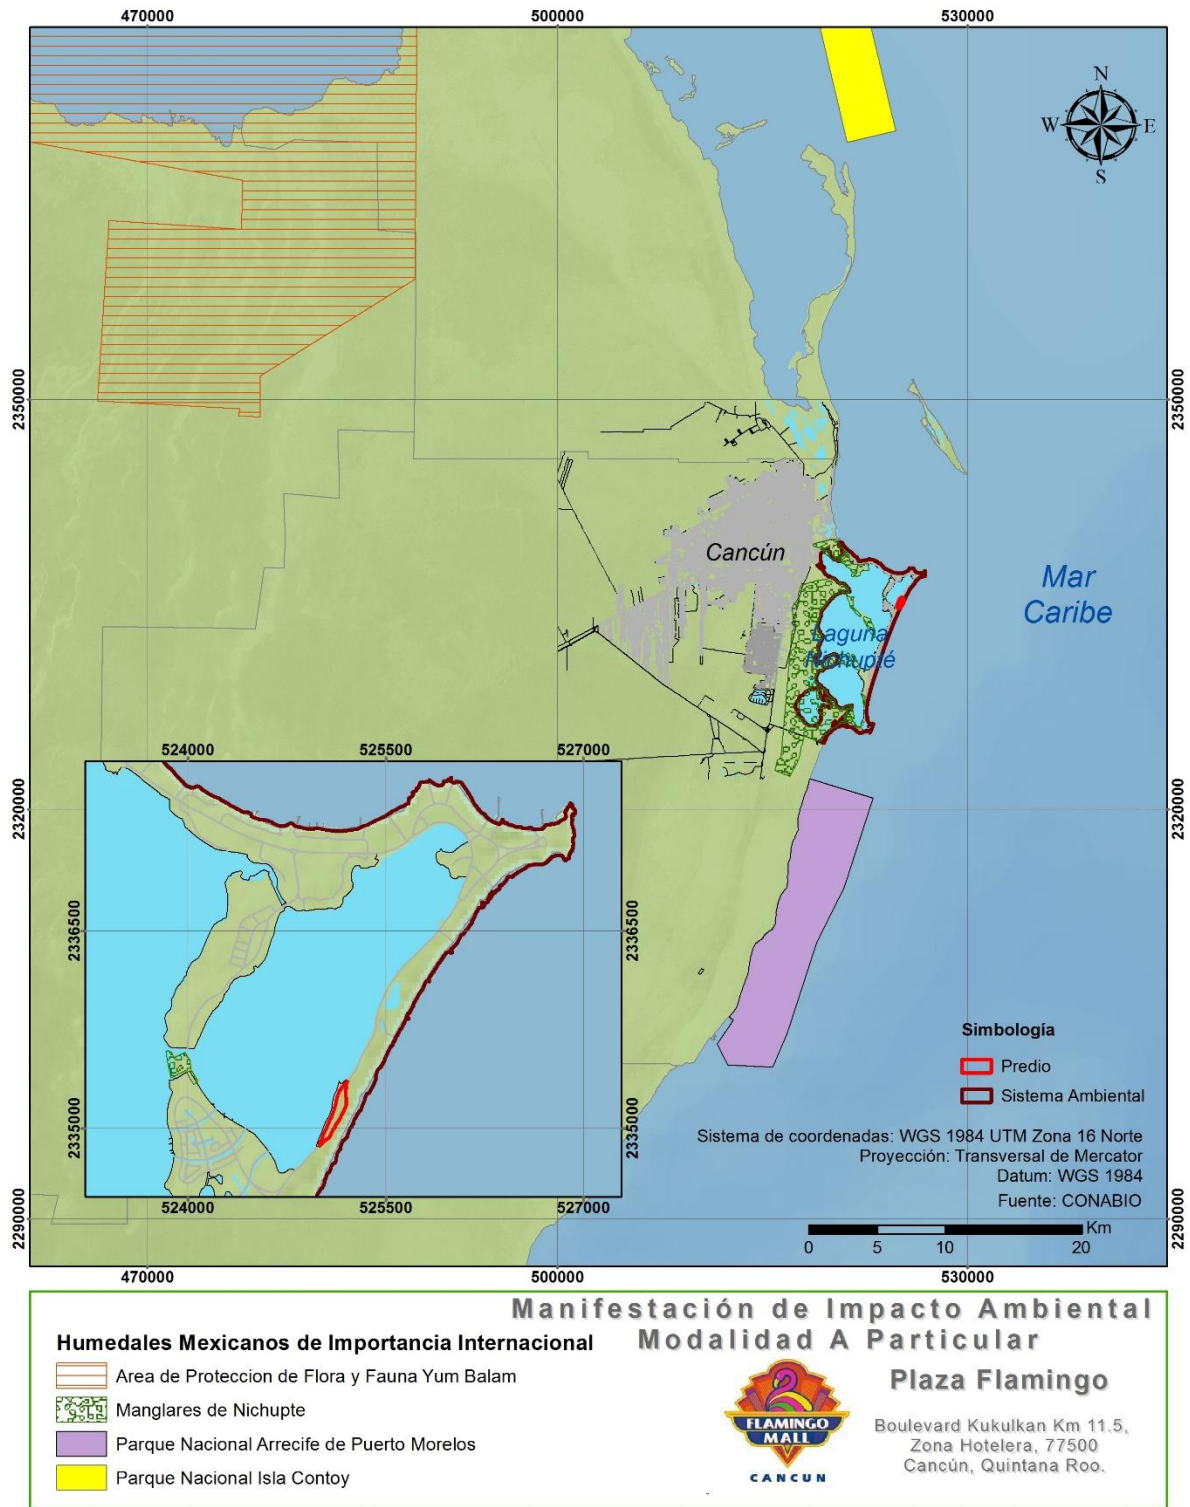 470000
500000
530000
N
W
E
S
2350000
2350000
Cancún
Mar
Caribe
Laguna
Nichupté
524000
525500
527000
2320000
2320000
2336500
2336500
2335000
2335000
524000
525500
527000
Simbología
Predio
Sistema Ambiental
Sistema de coordenadas: WGS 1984 UTM Zona 16 Norte
Proyección: Transversal de Mercator
Datum: WGS 1984
Fuente: CONABIO
2290000
2290000
Km
0
5
10
20
470000
500000
530000
Manifestación de Impacto Ambiental
Modalidad A Particular
Humedales Mexicanos de Importancia Internacional
Area de Proteccion de Flora y Fauna Yum Balam
Manglares de Nichupte
Parque Nacional Arrecife de Puerto Morelos
Parque Nacional Isla Contoy
FLAMINGO
MALL
CANCUN
Plaza Flamingo
Boulevard Kukulkan Km 11.5,
Zona Hotelera, 77500
Cancún, Quintana Roo.